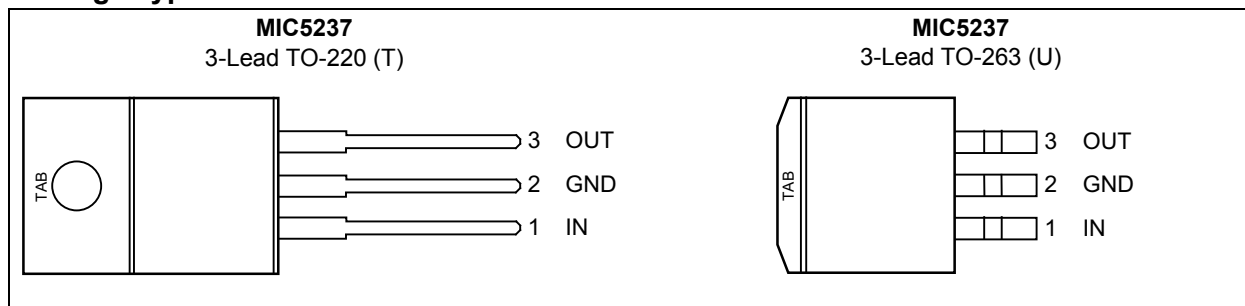 MIC5237
3-Lead TO-220 (T)
TAB
3 OUT
2 GND
1 IN
MIC5237
3-Lead TO-263 (U)
TAB
3 OUT
2 GND
1 IN